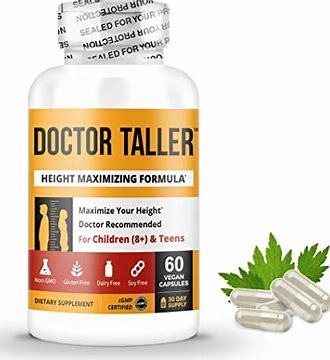 SEALED FOR YOUR
DOCTOR TALLER™
HEIGHT MAXIMIZING FORMULA*
Maximize Your Height*
Doctor Recommended
For Children (8+) & Teens
Non GMO
Gluten Free
Dairy Free
Soy Free
60
VEGAN
CAPSULES
DIETARY SUPPLEMENT
cGMP
CERTIFIED
30 DAY
SUPPLY